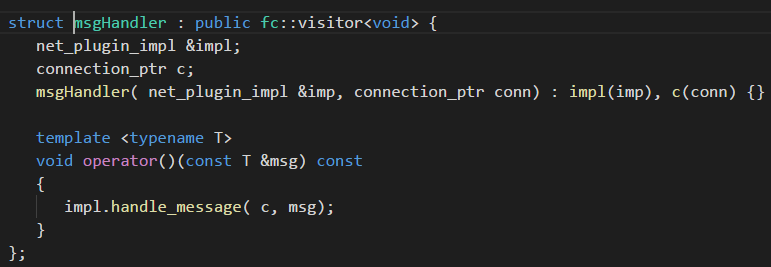 struct msgHandler : public fc::visitor<void> {
   net_plugin_impl &impl;
   connection_ptr c;
   msgHandler( net_plugin_impl &imp, connection_ptr conn) : impl(imp), c(conn) {}

   template <typename T>
   void operator()(const T &msg) const
   {
      impl.handle_message( c, msg);
   }
};